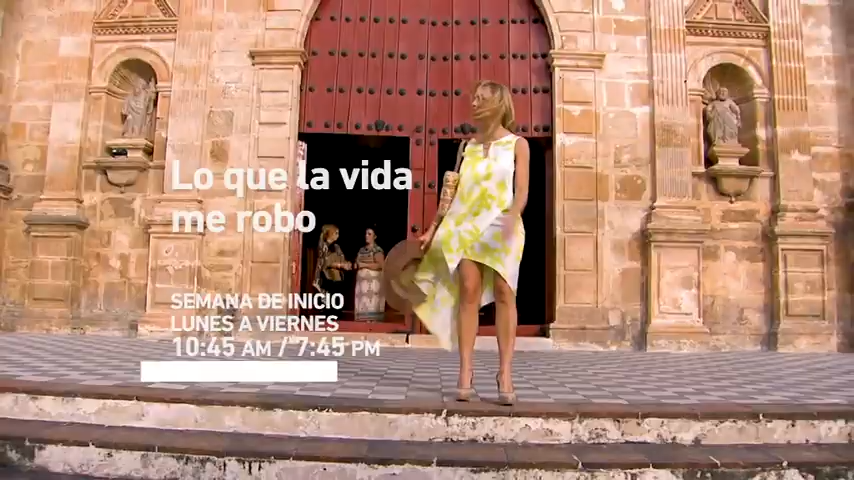 Lo que la vida
me robo
SEMANA DE INICIO
LUNES A VIERNES
10:45 AM / 7:45 PM